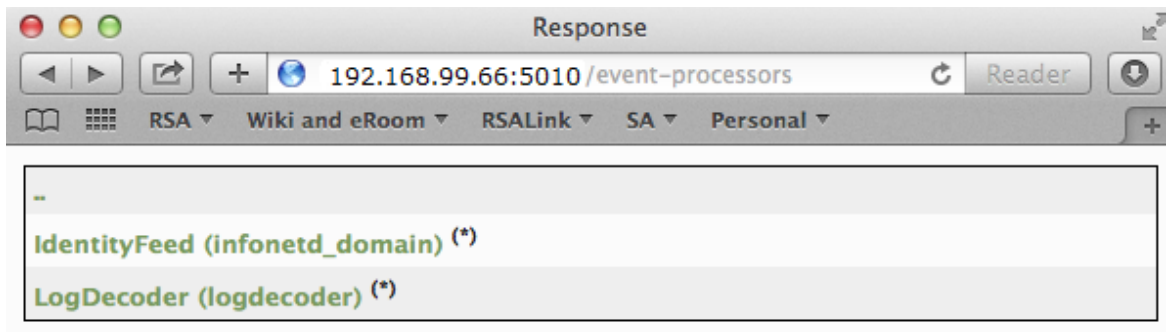 Response
192.168.99.66:5010/event-processors Reader
RSA Wiki and eRoom RSALink SA Personal
..
IdentityFeed (infonetd_domain) (*)
LogDecoder (logdecoder) (*)